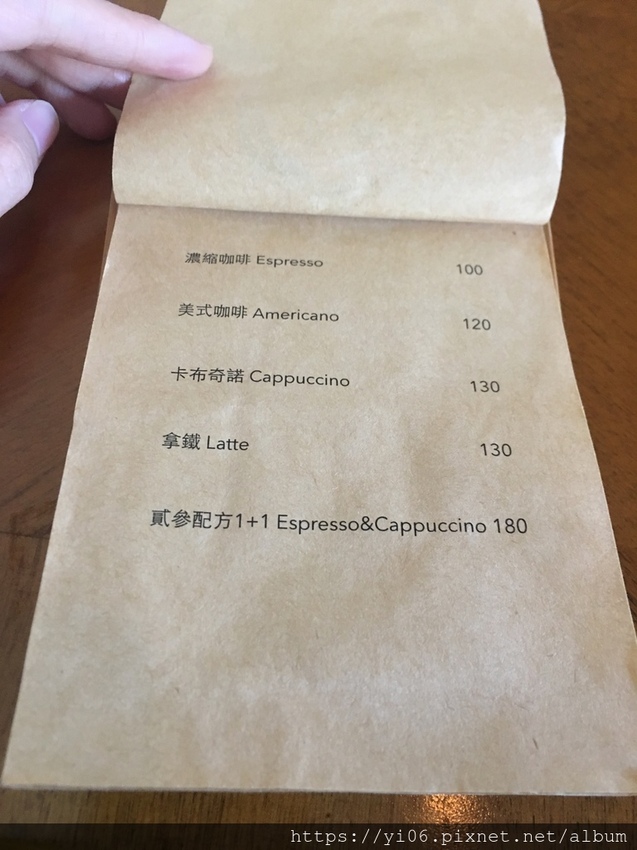 濃縮咖啡 Espresso 100
美式咖啡 Americano 120
卡布奇諾 Cappuccino 130
拿鐵 Latte 130
貳參配方1+1 Espresso&Cappuccino 180
https://yi06.pixnet.net/album